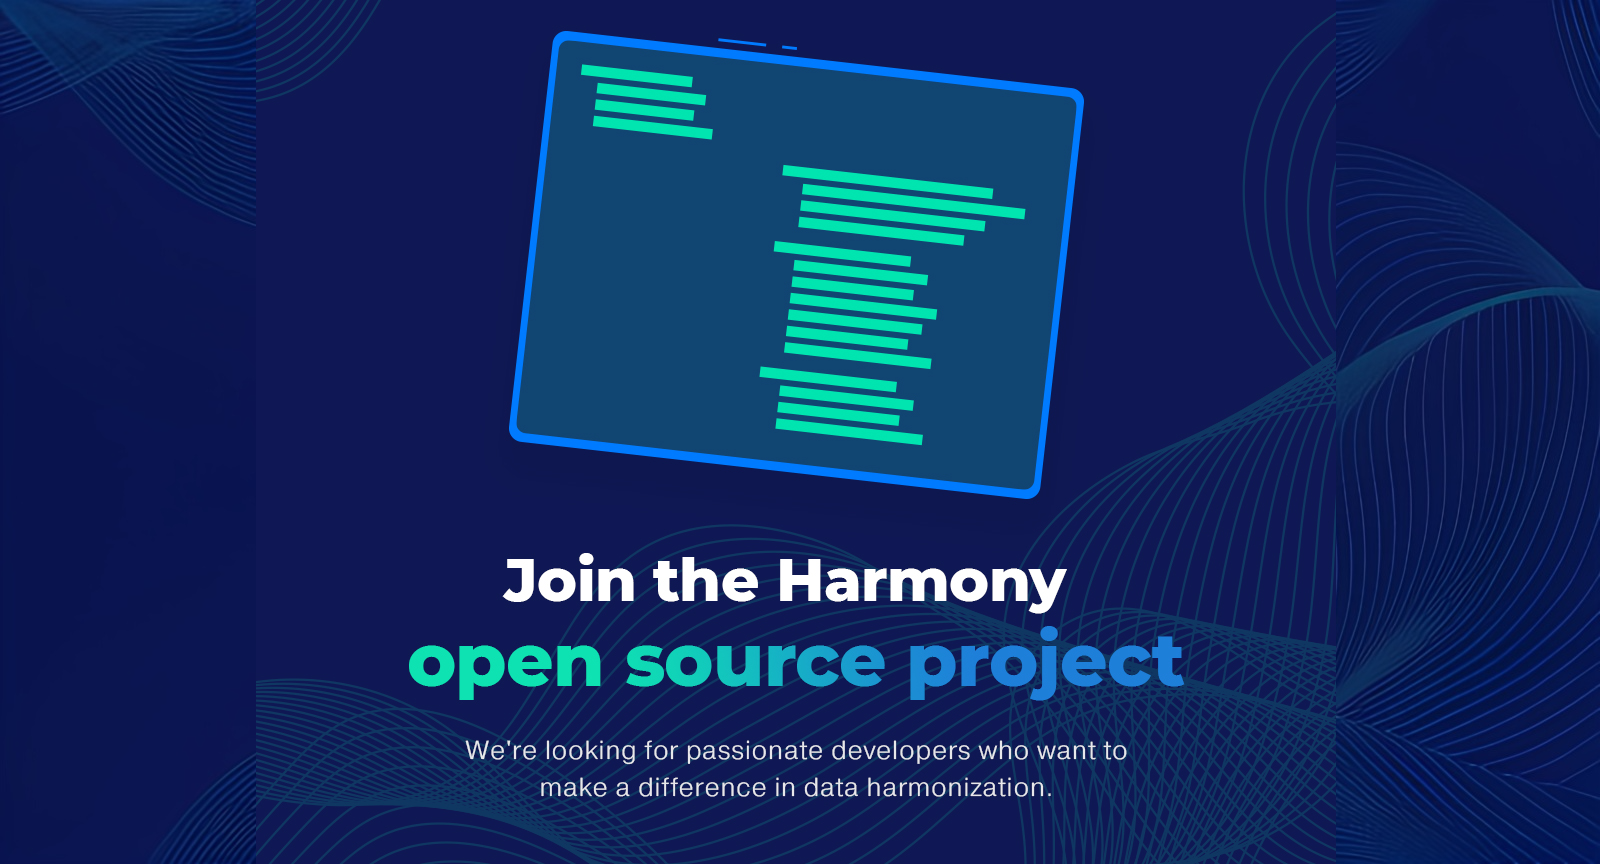 Join the Harmony
open source project
We're looking for passionate developers who want to
make a difference in data harmonization.